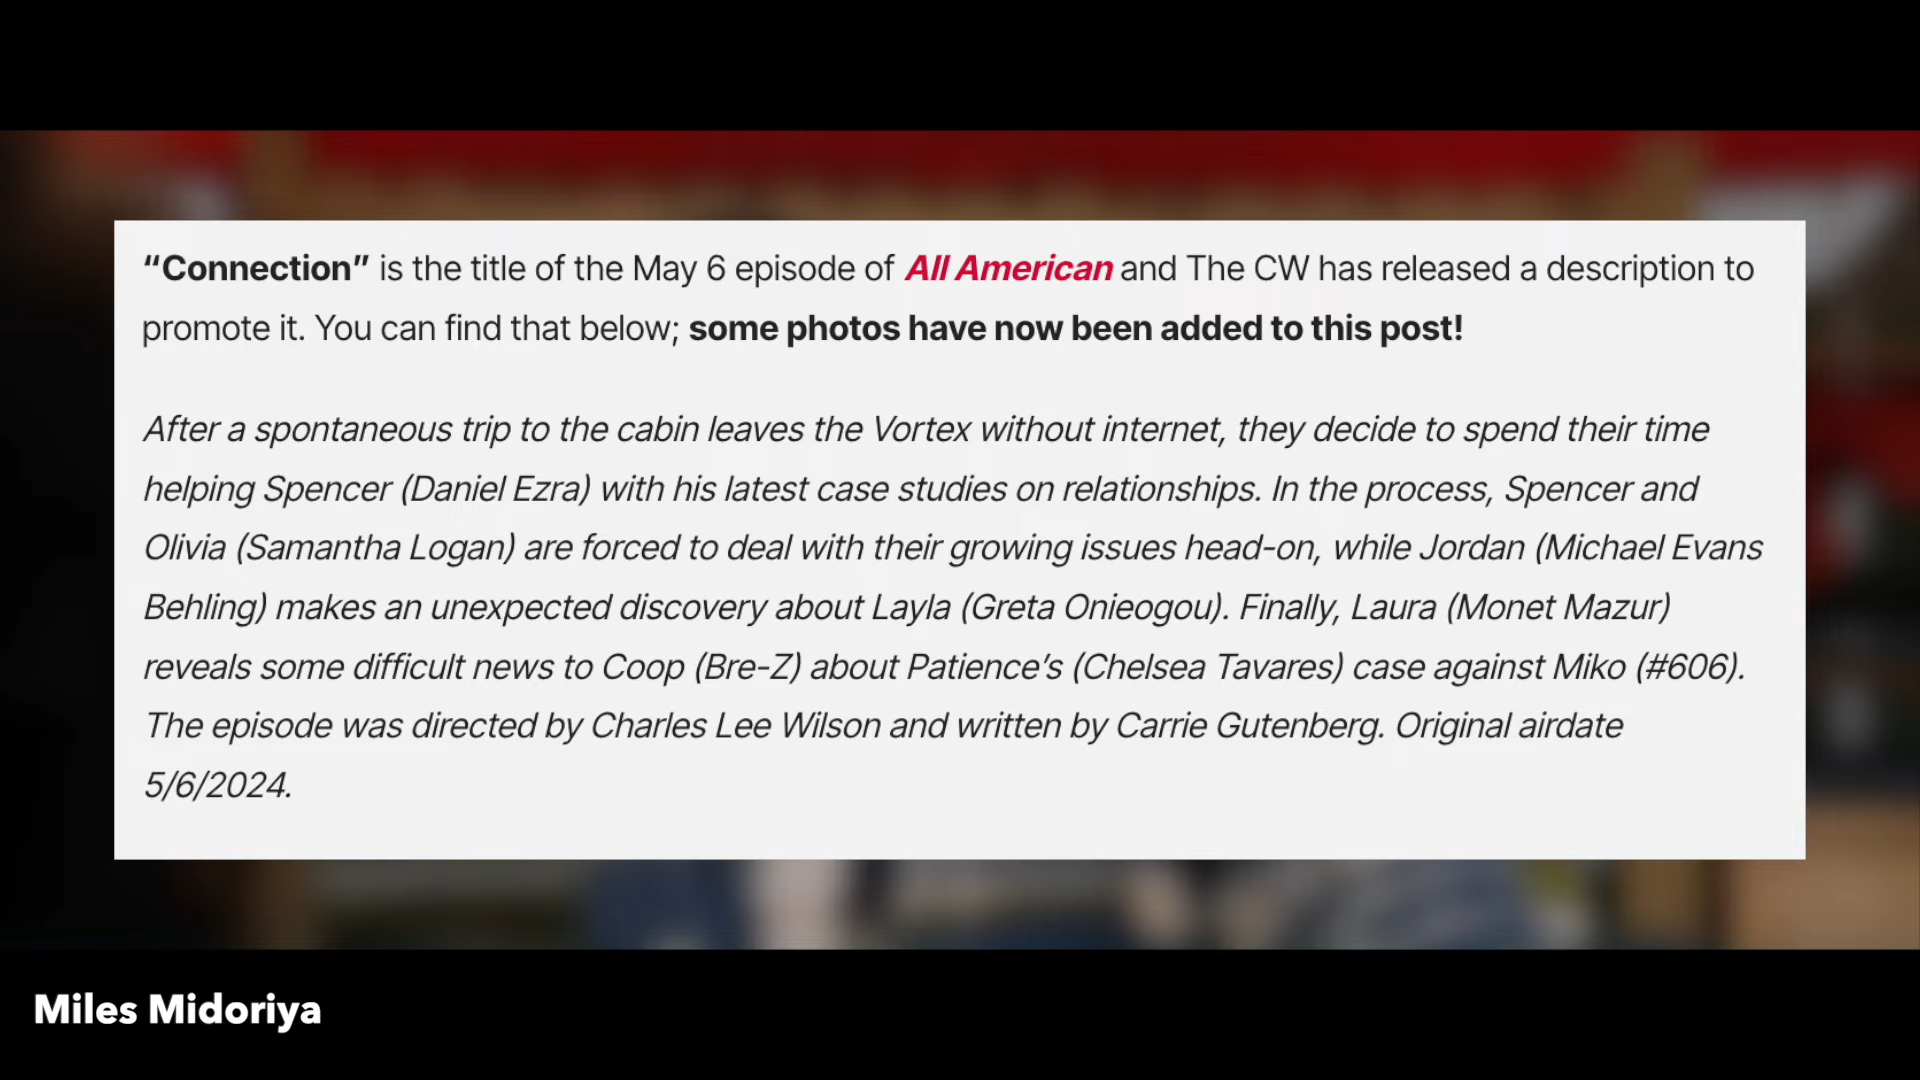 “Connection” is the title of the May 6 episode of All American and The CW has released a description to
promote it. You can find that below; some photos have now been added to this post!
After a spontaneous trip to the cabin leaves the Vortex without internet, they decide to spend their time
helping Spencer (Daniel Ezra) with his latest case studies on relationships. In the process, Spencer and
Olivia (Samantha Logan) are forced to deal with their growing issues head-on, while Jordan (Michael Evans
Behling) makes an unexpected discovery about Layla (Greta Onieogou). Finally, Laura (Monet Mazur)
reveals some difficult news to Coop (Bre-Z) about Patience’s (Chelsea Tavares) case against Miko (#606).
The episode was directed by Charles Lee Wilson and written by Carrie Gutenberg. Original airdate
5/6/2024.
Miles Midoriya